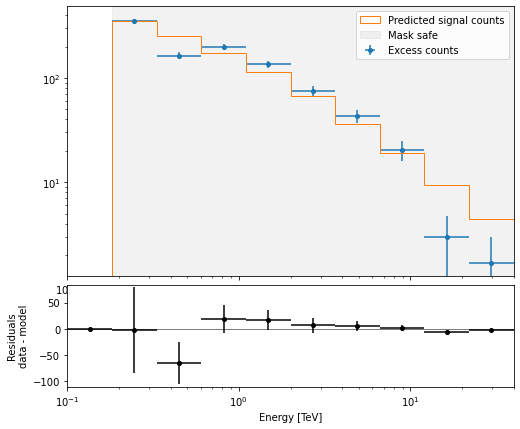 Predicted signal counts
Mask safe
Excess counts
10²
10¹
10
50
0
−50
−100
Residuals
data - model
10⁻¹
10⁰
10¹
Energy [TeV]